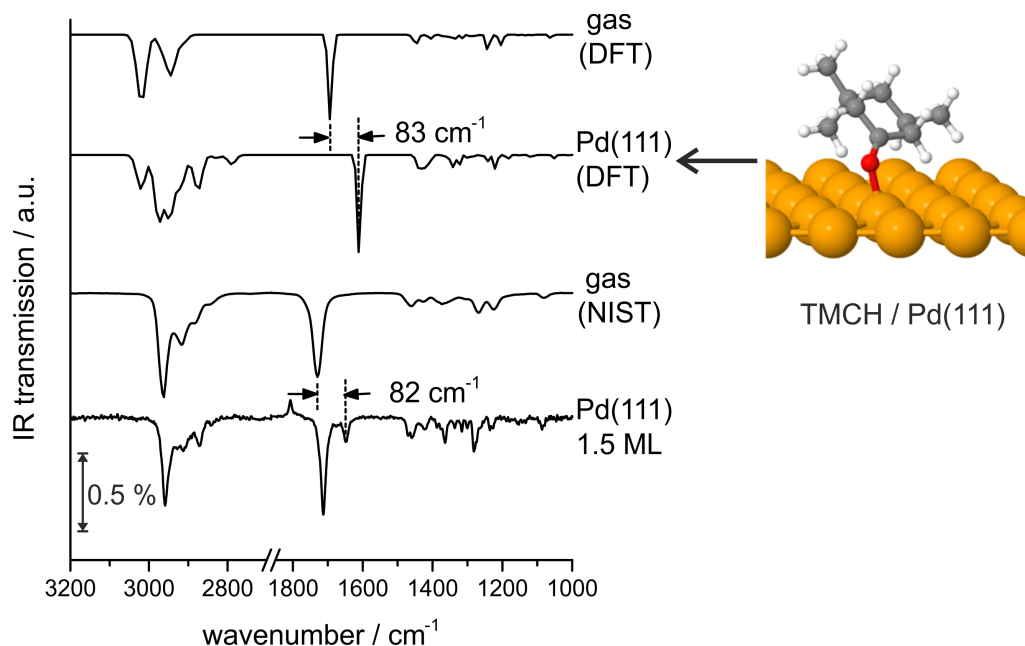 gas
(DFT)
83 cm-1
Pd(111)
(DFT)
gas
(NIST)
TMCH / Pd(111)
82 cm-1
Pd(111)
1.5 ML
0.5 %
IR transmission / a.u.
3200 3000 2800 1800 1600 1400 1200 1000
wavenumber / cm-1